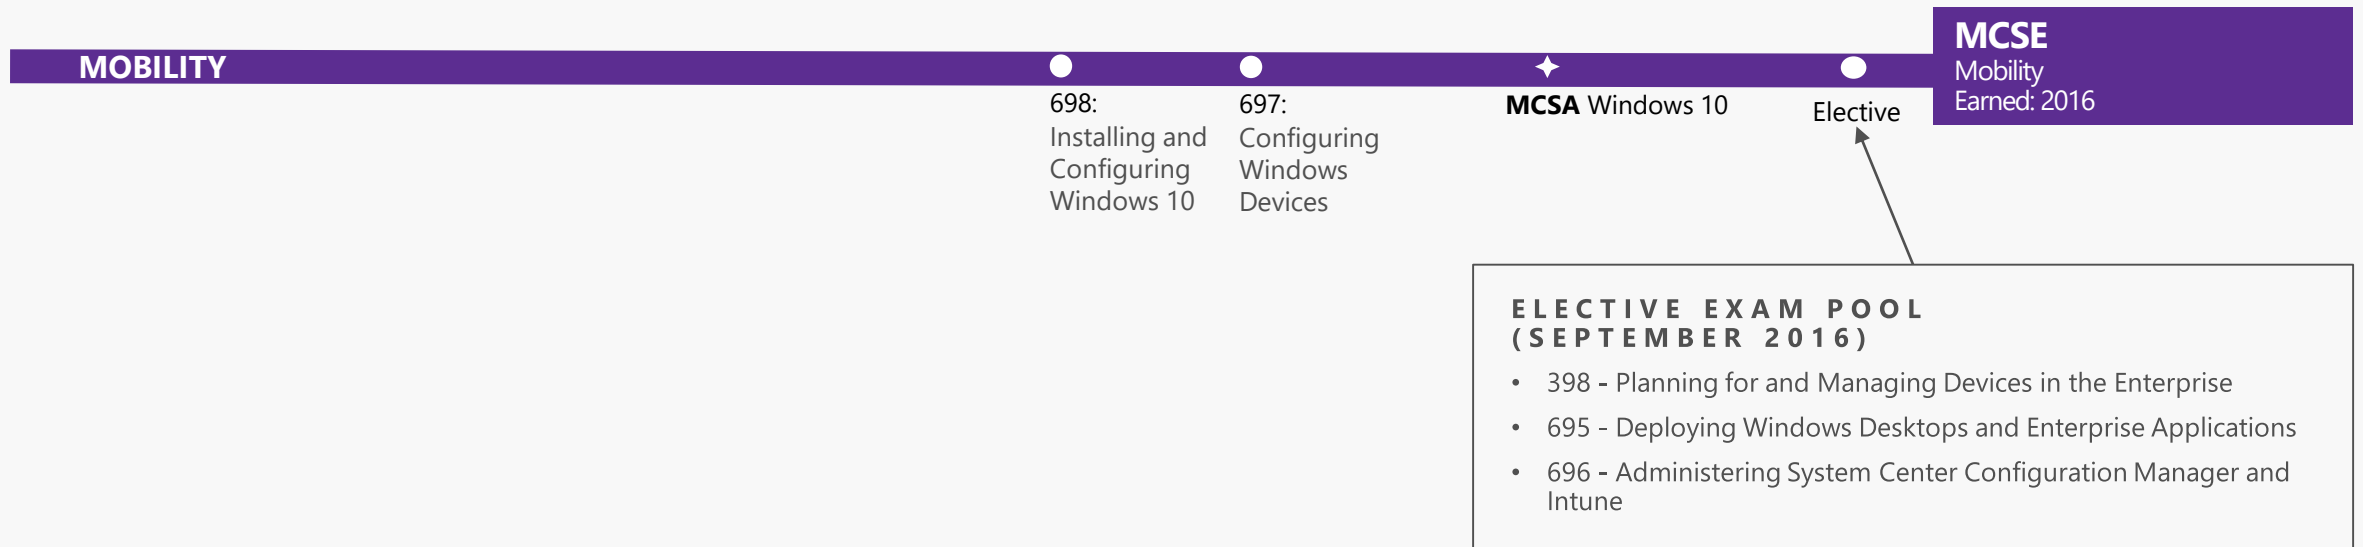 MOBILITY
MCSE
Mobility
Earned: 2016
698:
Installing and
Configuring
Windows 10
697:
Configuring
Windows
Devices
MCSA Windows 10
Elective
ELECTIVE EXAM POOL
(SEPTEMBER 2016)
• 398 - Planning for and Managing Devices in the Enterprise
• 695 - Deploying Windows Desktops and Enterprise Applications
• 696 - Administering System Center Configuration Manager and
Intune